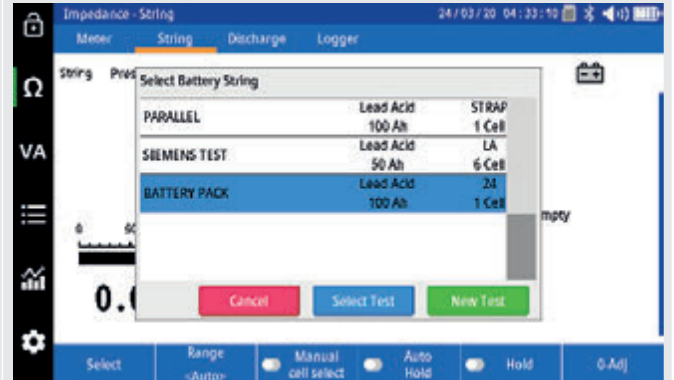 Impedance - String 24/03/20 04:33:10
Meter String Discharge Logger
String Pres
Select Battery String
PARALLEL Lead Acid STRAP
100 Ah 1 Cell
SIEMENS TEST Lead Acid LA
50 Ah 6 Cell
BATTERY PACK Lead Acid 24
100 Ah 1 Cell
mpty
Ω
VA
0
0.0
Cancel Select Test New Test
Select Range <Auto> Manual cell select Auto Hold Hold 0-Adj